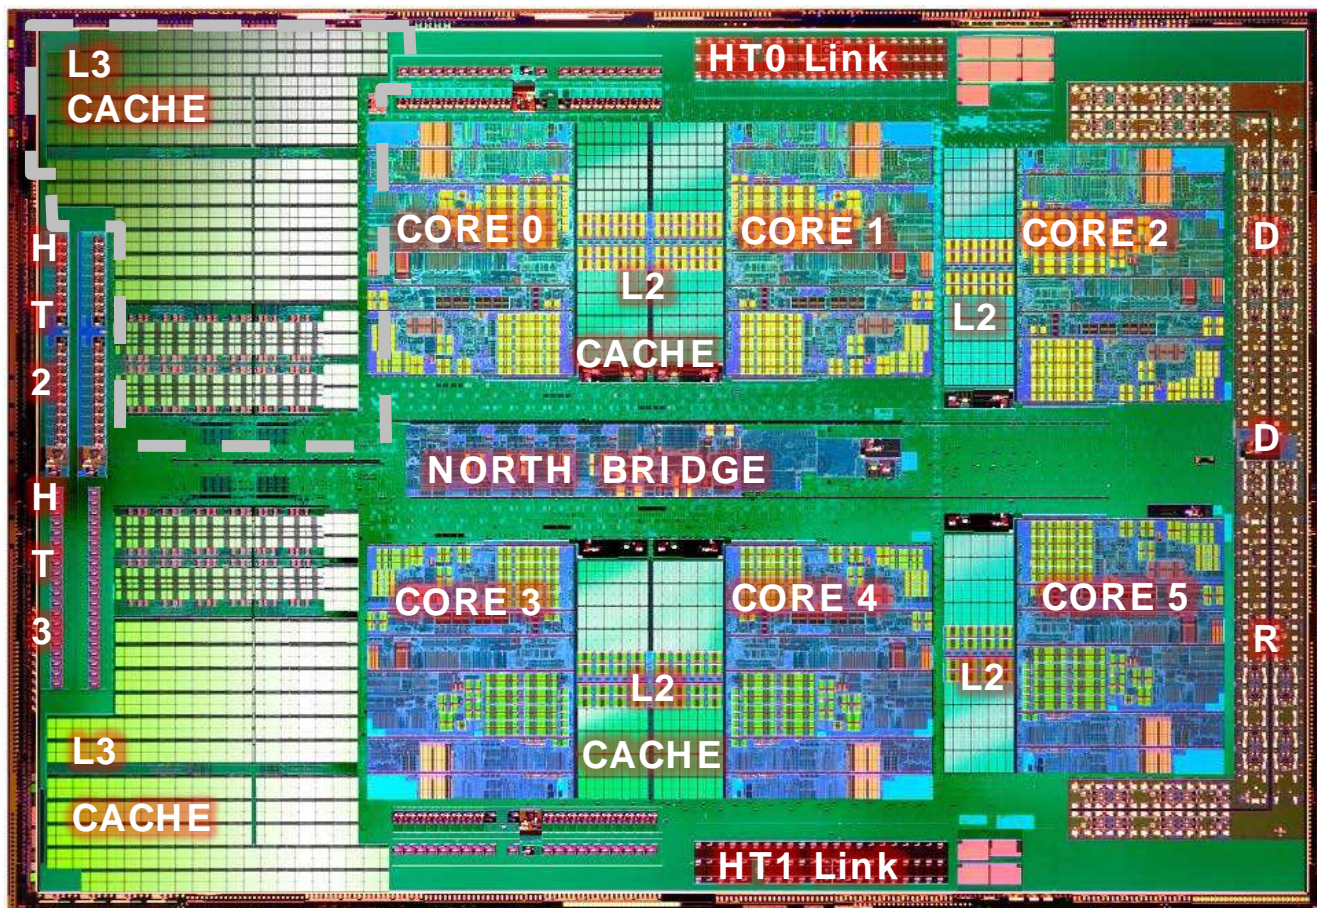 L3
CACHE
HT0 Link
CORE 0
L2
CACHE
CORE 1
L2
CORE 2
H
T
2
D
D
R
NORTH BRIDGE
H
T
3
CORE 3
L2
CACHE
CORE 4
L2
CORE 5
L3
CACHE
HT1 Link